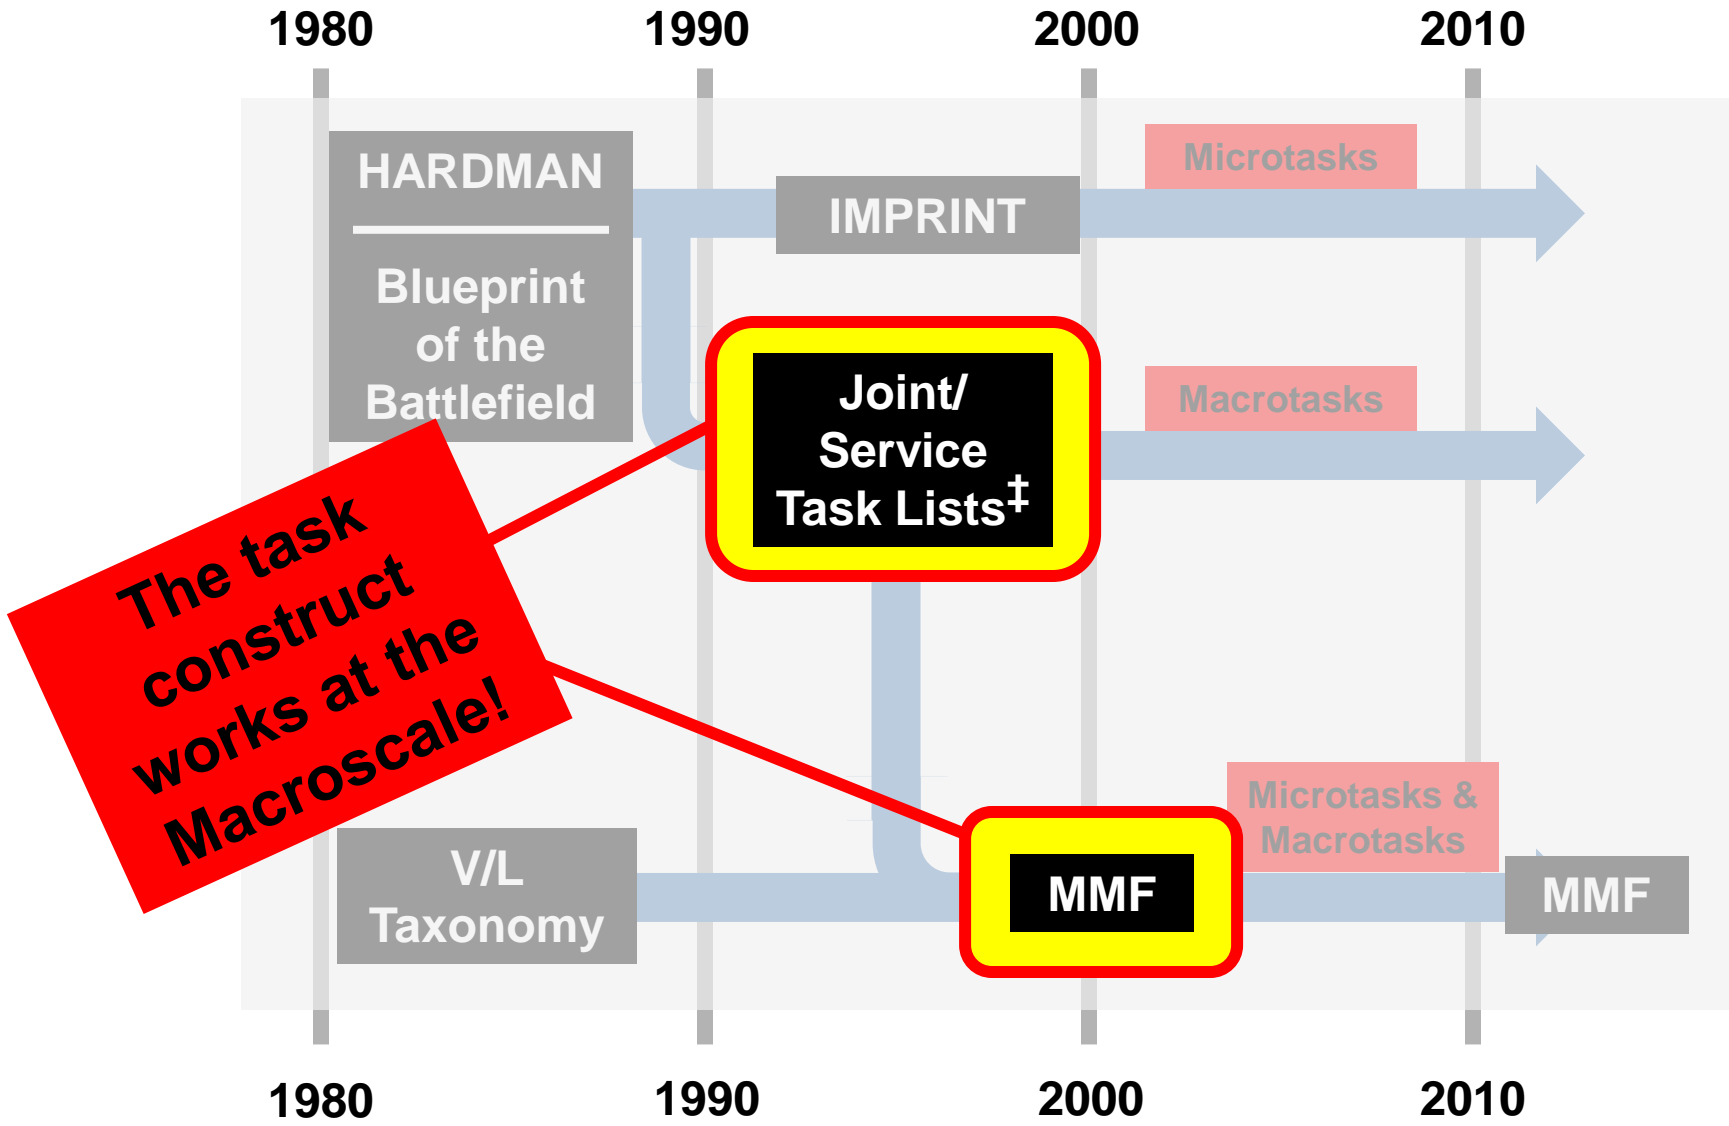 1980 1990 2000 2010
HARDMAN
Blueprint
of the
Battlefield
IMPRINT
Microtasks
Joint/
Service
Task Lists‡
Macrotasks
The task
construct
works at the
Macroscale!
V/L
Taxonomy
MMF
Microtasks &
Macrotasks
MMF
1980 1990 2000 2010